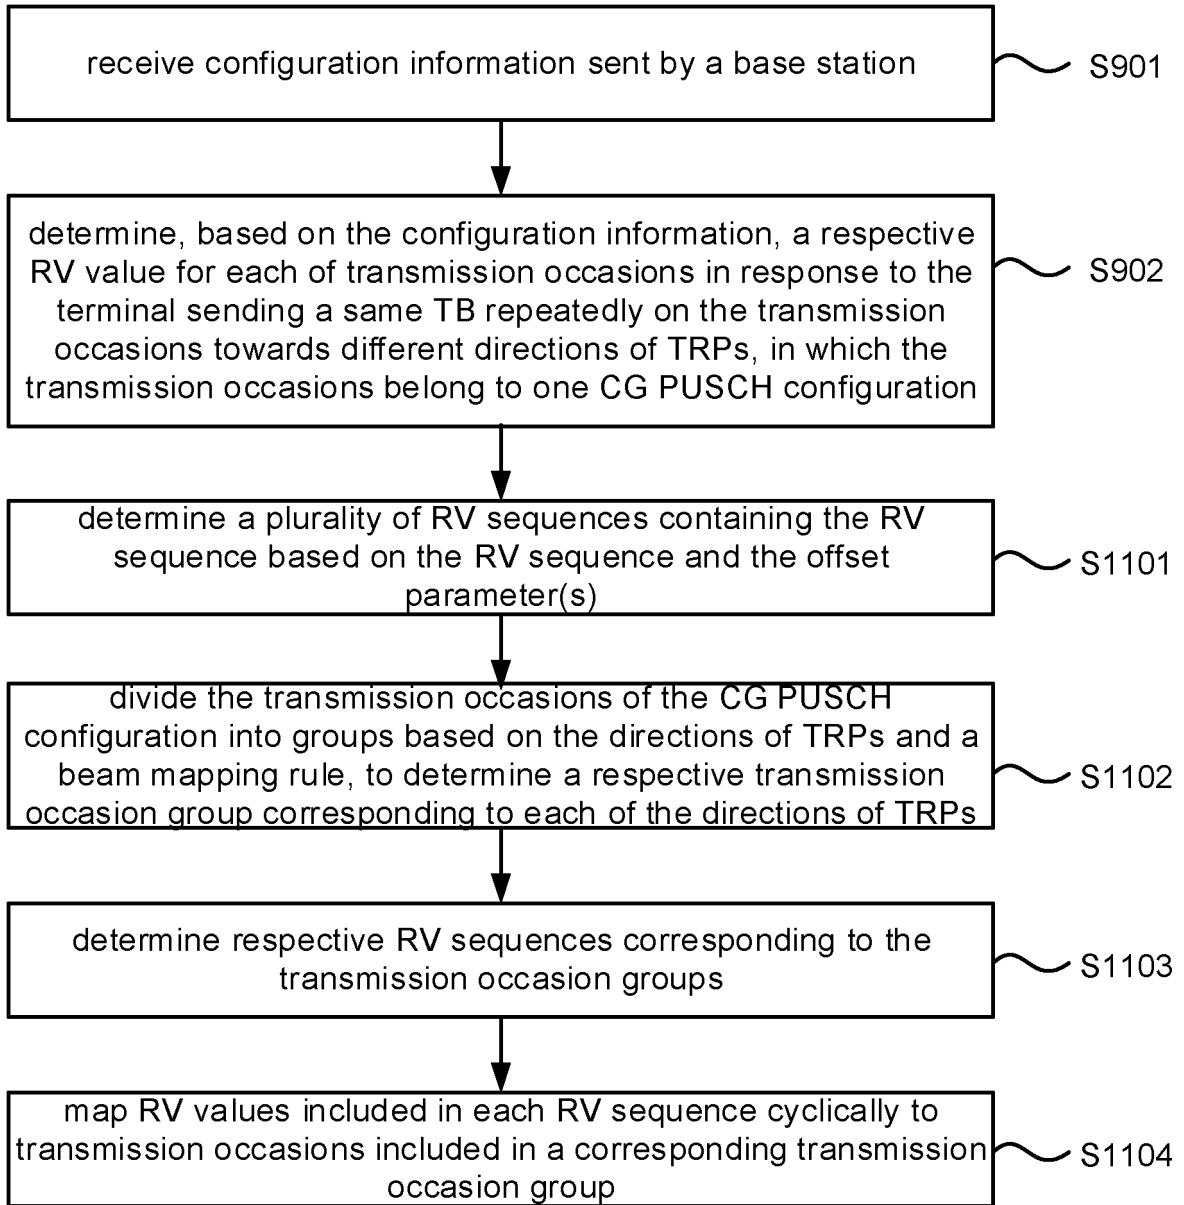 receive configuration information sent by a base station
S901
determine, based on the configuration information, a respective
RV value for each of transmission occasions in response to the
terminal sending a same TB repeatedly on the transmission
occasions towards different directions of TRPs, in which the
transmission occasions belong to one CG PUSCH configuration
S902
determine a plurality of RV sequences containing the RV
sequence based on the RV sequence and the offset
parameter(s)
S1101
divide the transmission occasions of the CG PUSCH
configuration into groups based on the directions of TRPs and a
beam mapping rule, to determine a respective transmission
occasion group corresponding to each of the directions of TRPs
S1102
determine respective RV sequences corresponding to the
transmission occasion groups
S1103
map RV values included in each RV sequence cyclically to
transmission occasions included in a corresponding transmission
occasion group
S1104